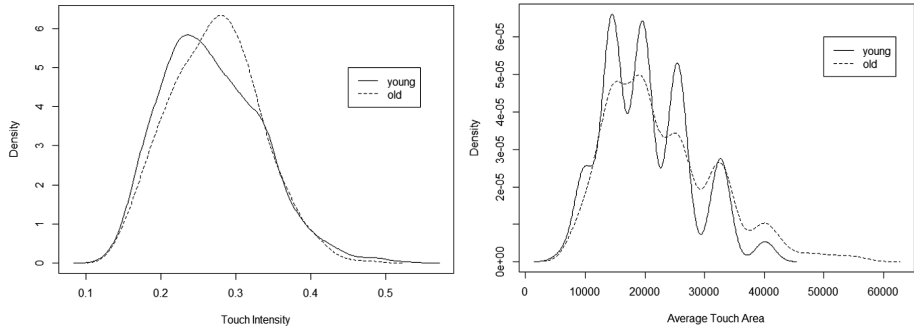 Density
6
5
4
3
2
1
0
young
old
0.1 0.2 0.3 0.4 0.5
Touch Intensity
Density
6e-05
5e-05
4e-05
3e-05
2e-05
0e+00
young
old
0 10000 20000 30000 40000 50000 60000
Average Touch Area